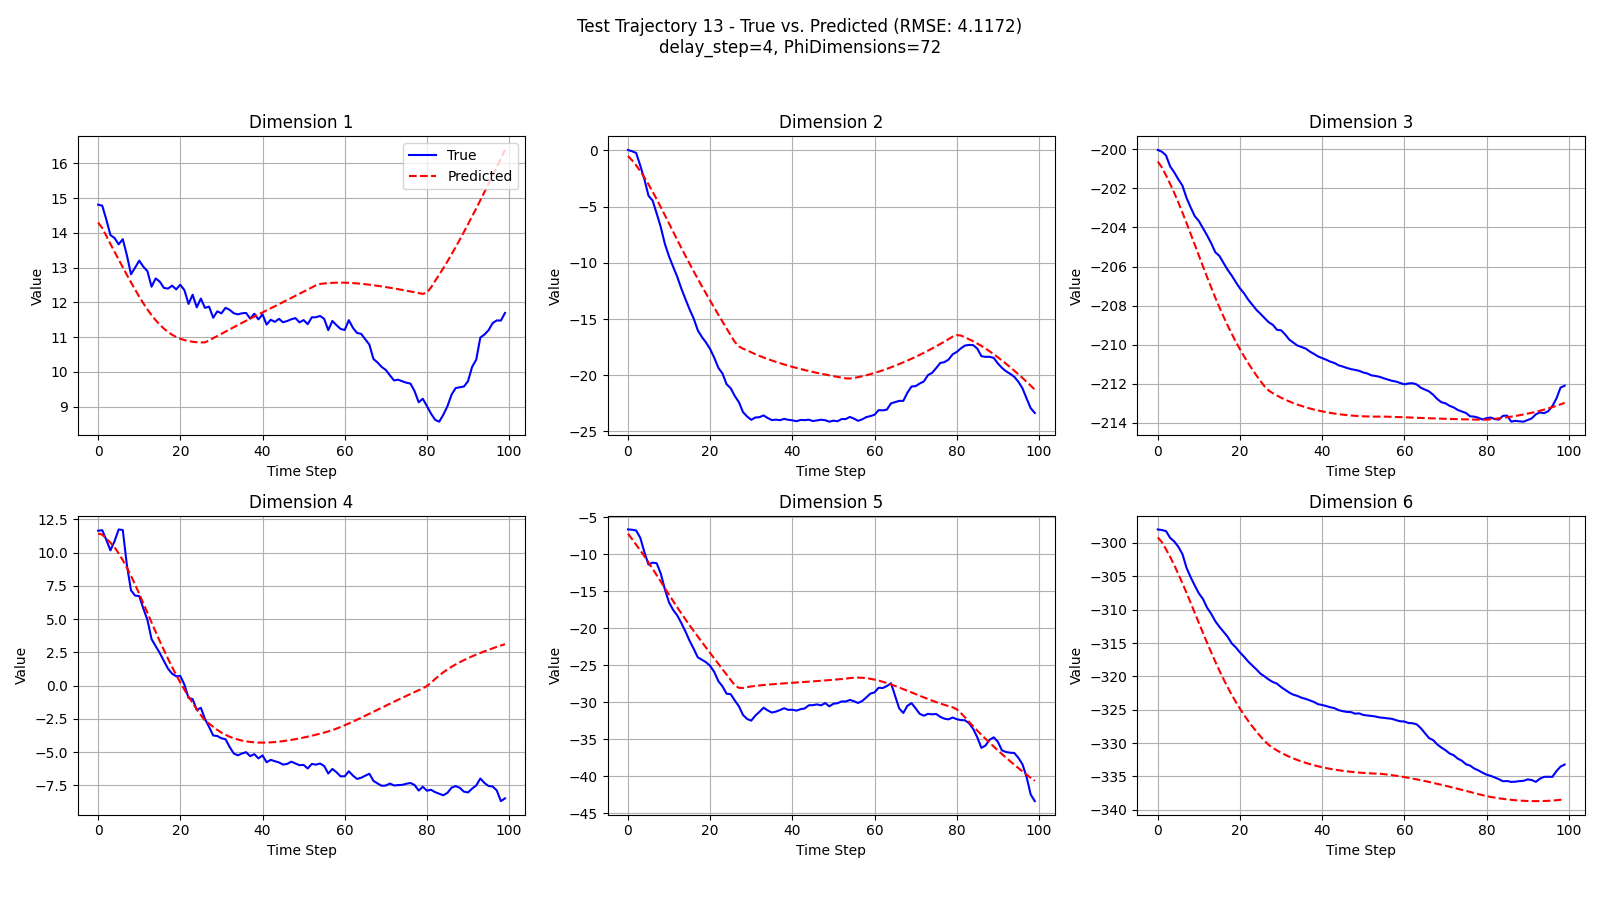 Test Trajectory 13 - True vs. Predicted (RMSE: 4.1172)
delay_step=4, PhiDimensions=72
Dimension 1
Value
16
15
14
13
12
11
10
9
0 20 40 60 80 100
Time Step
True
Predicted
Dimension 2
Value
0
−5
−10
−15
−20
−25
0 20 40 60 80 100
Time Step
Dimension 3
Value
−200
−202
−204
−206
−208
−210
−212
−214
0 20 40 60 80 100
Time Step
Dimension 4
Value
12.5
10.0
7.5
5.0
2.5
0.0
−2.5
−5.0
−7.5
0 20 40 60 80 100
Time Step
Dimension 5
Value
−5
−10
−15
−20
−25
−30
−35
−40
−45
0 20 40 60 80 100
Time Step
Dimension 6
Value
−300
−305
−310
−315
−320
−325
−330
−335
−340
0 20 40 60 80 100
Time Step